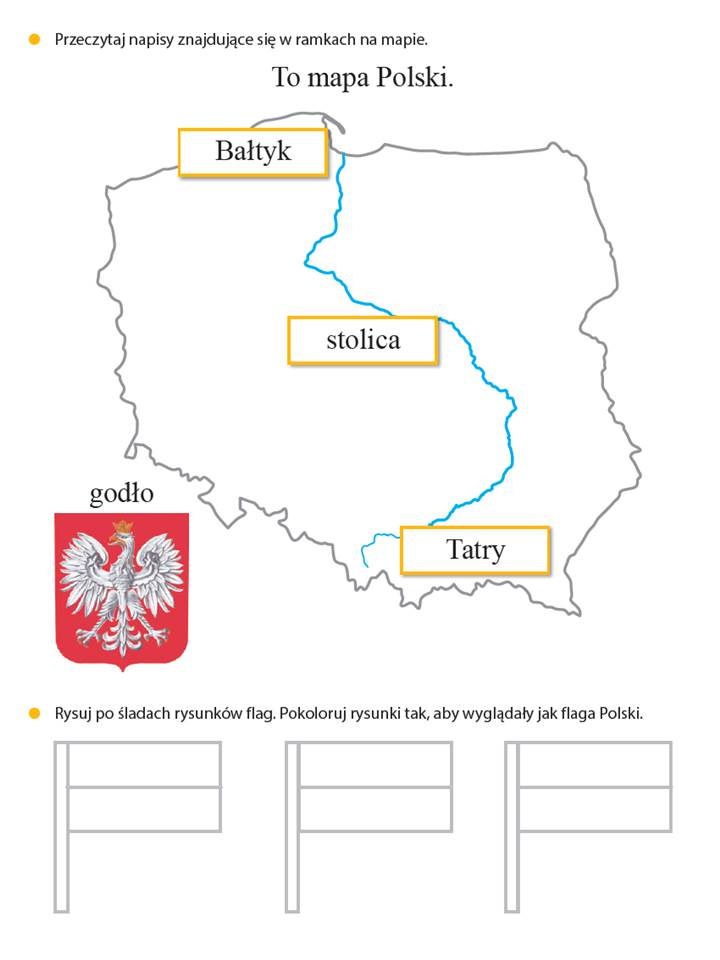 Przeczytaj napisy znajdujące się w ramkach na mapie.
To mapa Polski.
Bałtyk
stolica
godło
Tatry
Rysuj po śladach rysunków flag. Pokoloruj rysunki tak, aby wyglądały jak flaga Polski.